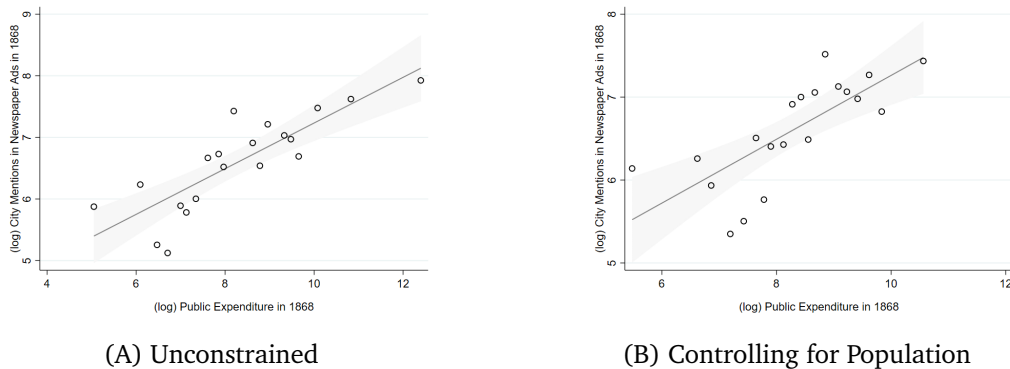 (log) City Mentions in Newspaper Ads in 1868
9
8
7
6
5
4 6 8 10 12
(log) Public Expenditure in 1868
(A) Unconstrained
(log) City Mentions in Newspaper Ads in 1868
8
7
6
5
6 8 10 12
(log) Public Expenditure in 1868
(B) Controlling for Population